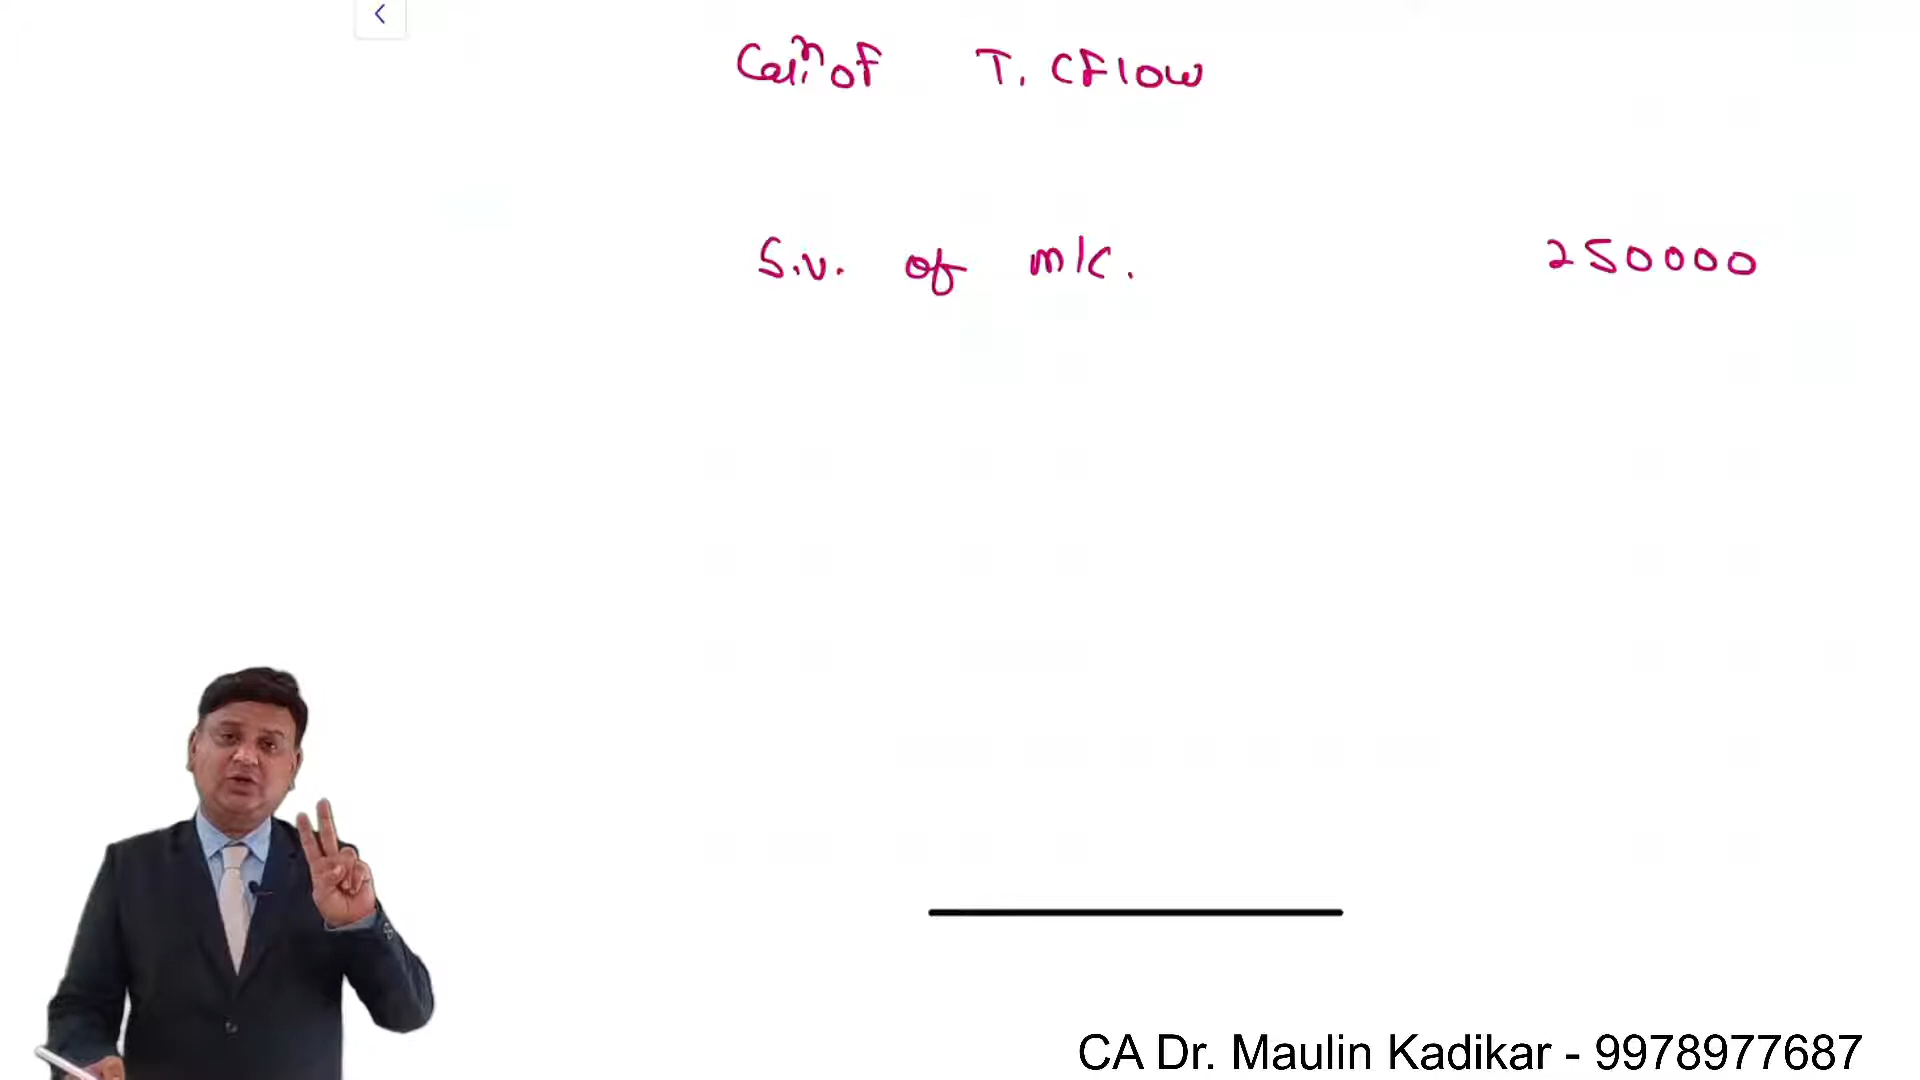 Calⁿ of T. CFlow
S.V. of m/c. 250000
CA Dr. Maulin Kadikar - 9978977687